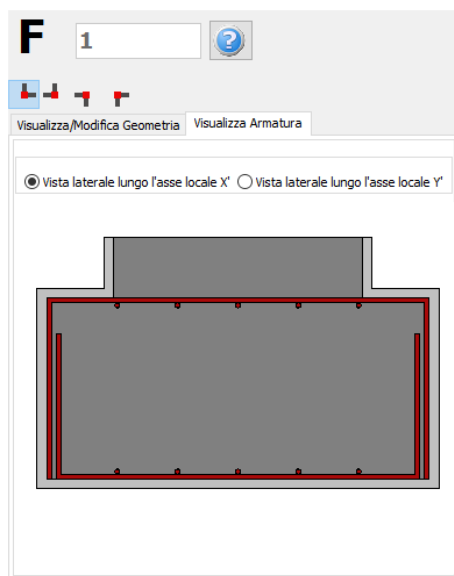 F 1
Visualizza/Modifica Geometria Visualizza Armatura
Vista laterale lungo l'asse locale X' Vista laterale lungo l'asse locale Y'